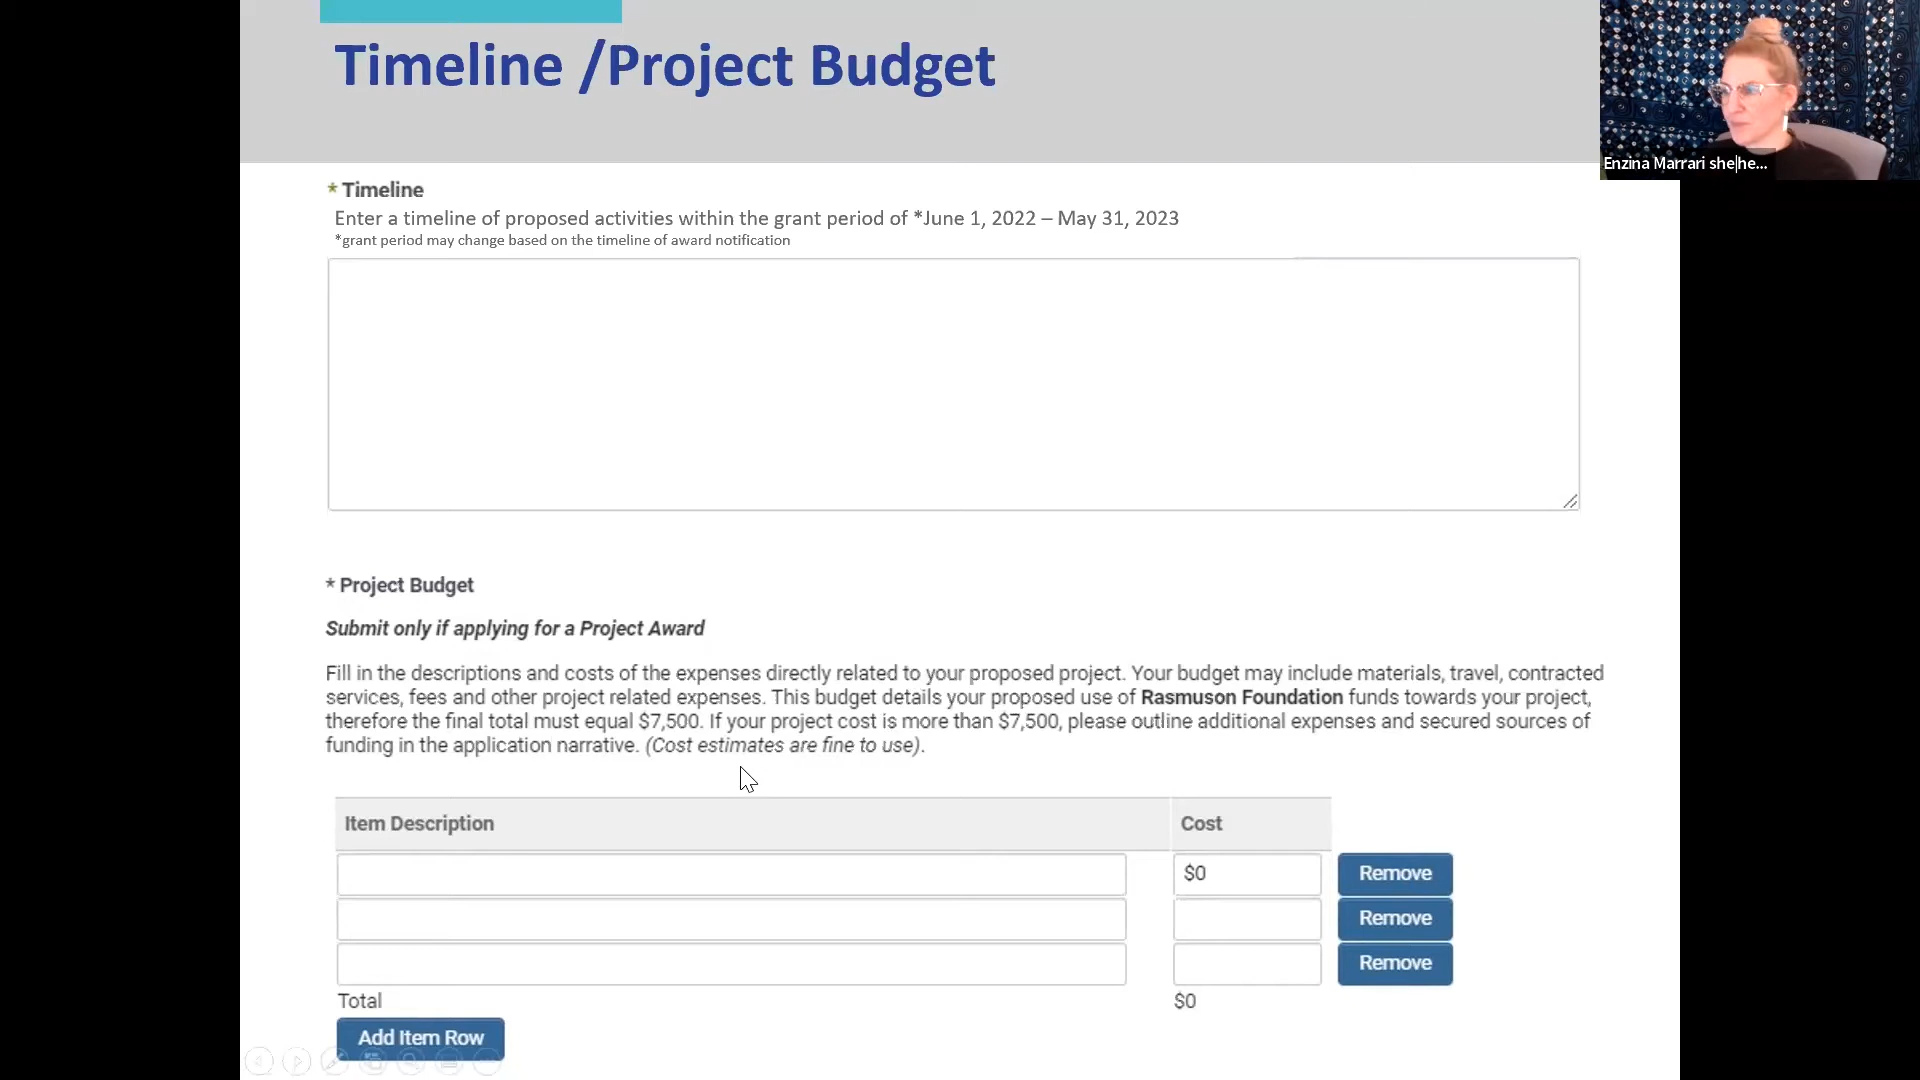 Timeline /Project Budget
Enzina Marrari she|he...
* Timeline
Enter a timeline of proposed activities within the grant period of *June 1, 2022 – May 31, 2023
*grant period may change based on the timeline of award notification
* Project Budget
Submit only if applying for a Project Award
Fill in the descriptions and costs of the expenses directly related to your proposed project. Your budget may include materials, travel, contracted
services, fees and other project related expenses. This budget details your proposed use of Rasmuson Foundation funds towards your project,
therefore the final total must equal $7,500. If your project cost is more than $7,500, please outline additional expenses and secured sources of
funding in the application narrative. (Cost estimates are fine to use).
Item Description Cost
$0 Remove
Remove
Remove
Total $0
Add Item Row